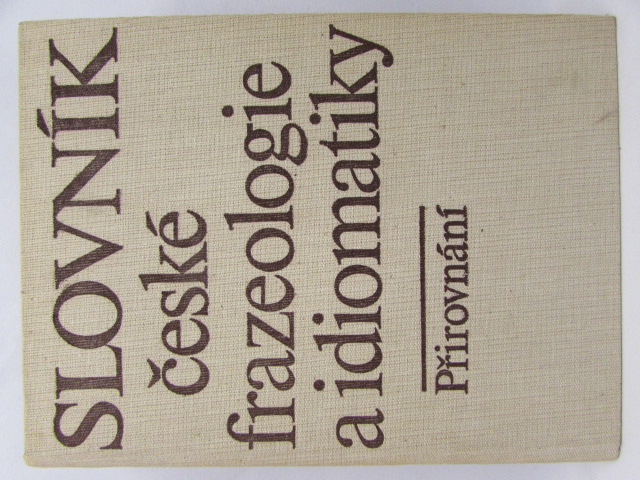 SLOVNÍK
české
frazeologie
a idiomatiky
Přirovnání